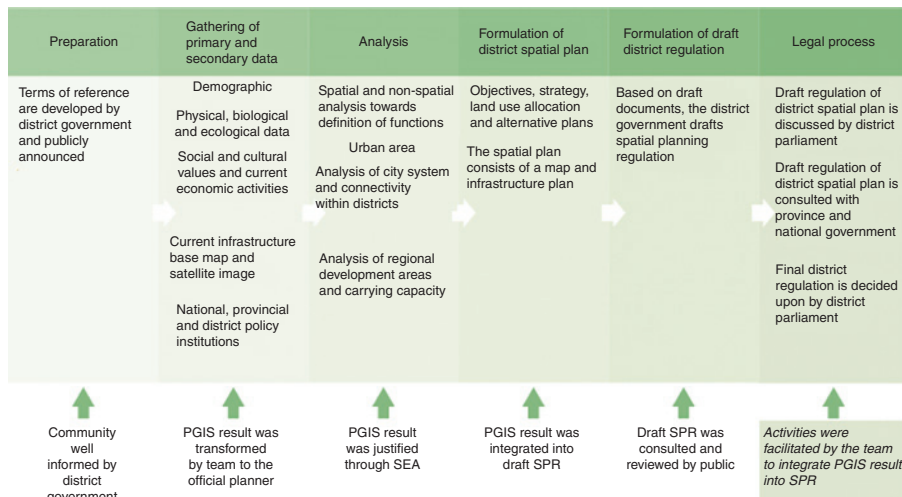 Preparation
Gathering of
primary and
secondary data
Analysis
Formulation of
district spatial plan
Formulation of draft
district regulation
Legal process
Terms of reference
are developed by
district government
and publicly
announced
Demographic
Physical, biological
and ecological data
Social and cultural
values and current
economic activities
Current infrastructure
base map and
satellite image
National, provincial
and district policy
institutions
Spatial and non-spatial
analysis towards
definition of functions
Urban area
Analysis of city system
and connectivity
within districts
Analysis of regional
development areas
and carrying capacity
Objectives, strategy,
land use allocation
and alternative plans
The spatial plan
consists of a map and
infrastructure plan
Based on draft
documents, the district
government drafts
spatial planning
regulation
Draft regulation of
district spatial plan is
discussed by district
parliament
Draft regulation of
district spatial plan is
consulted with
province and
national government
Final district
regulation is decided
upon by district
parliament
Community
well
informed by
district
government
PGIS result was
transformed
by team to the
official planner
PGIS result
was justified
through SEA
PGIS result was
integrated into
draft SPR
Draft SPR was
consulted and
reviewed by public
Activities were
facilitated by the team
to integrate PGIS result
into SPR